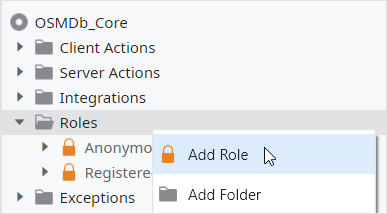 OSMDb_Core
Client Actions
Server Actions
Integrations
Roles
Anonymo
Add Role
Registere
Add Folder
Exceptions